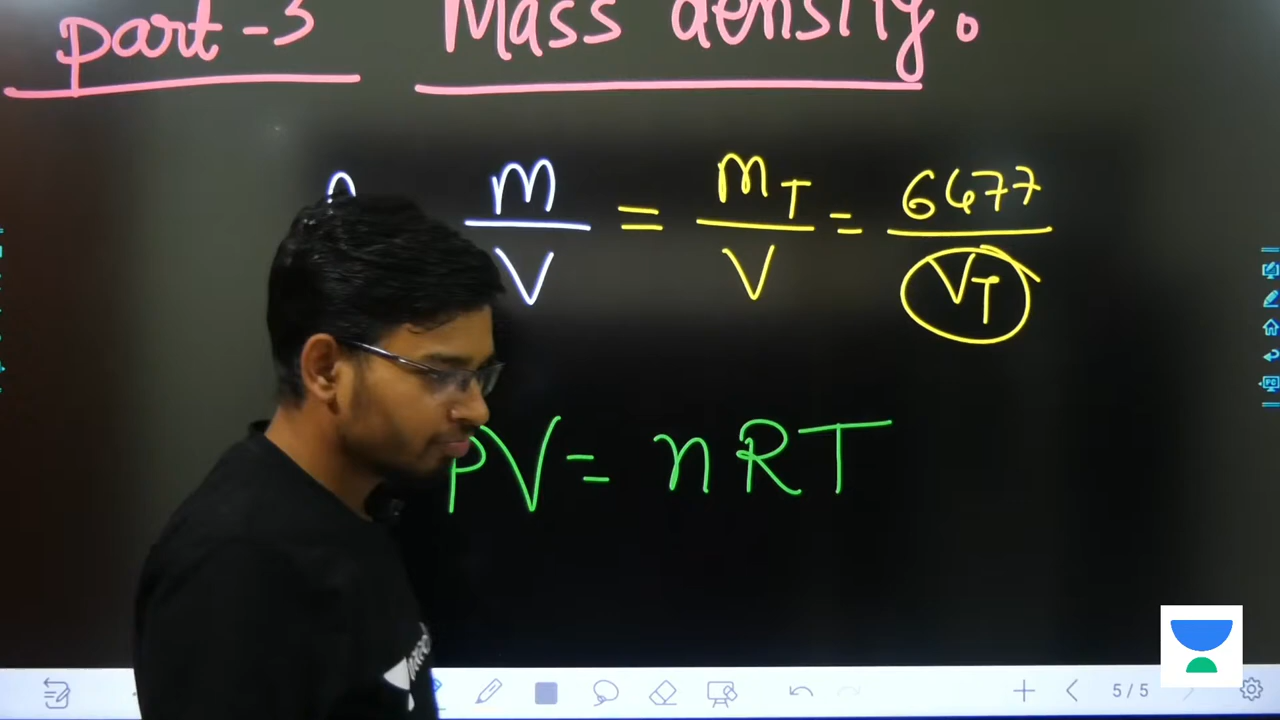 part-3 Mass density.
m/V = mT/V = 6477/VT
PV = nRT
5 / 5